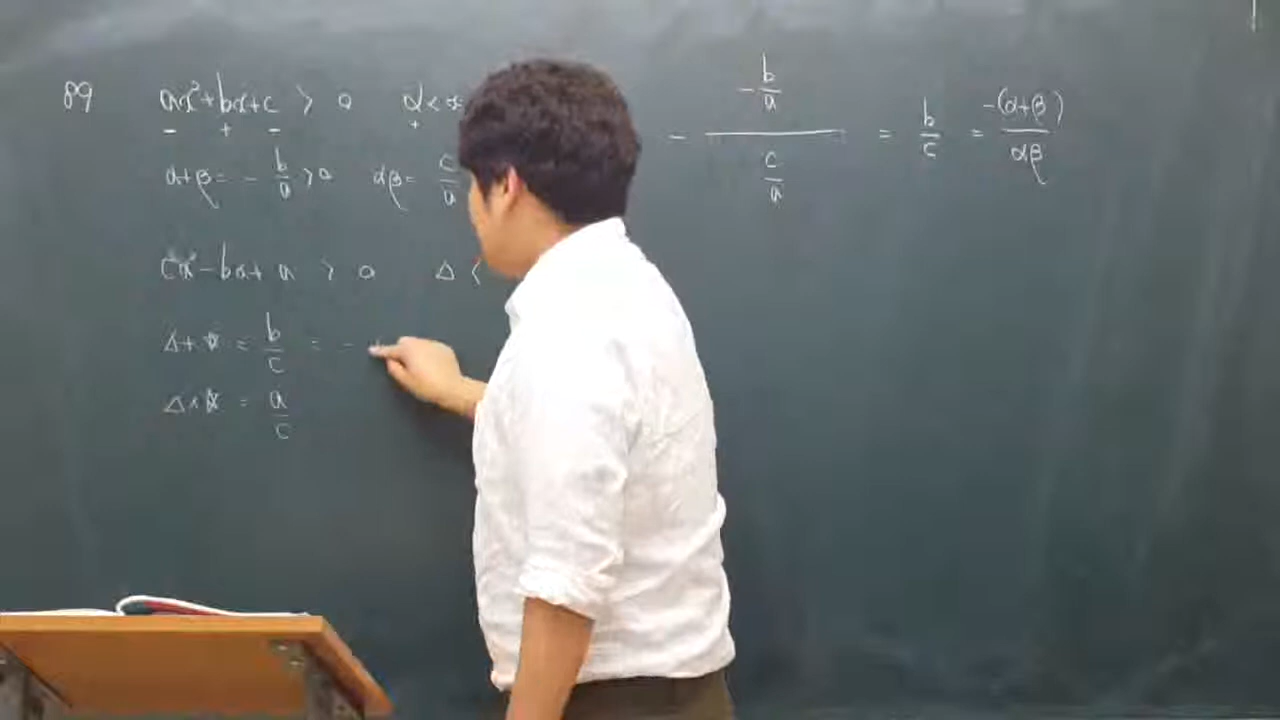 89 ax²+bx+c > 0 α < x
- + - +
α+β = - b/a > 0 αβ = c/a
cx²-bx+a > 0 △ <
△+☆ = b/c = -
△×☆ = a/c
- (-b/a)/(c/a) = b/c = -(α+β)/αβ